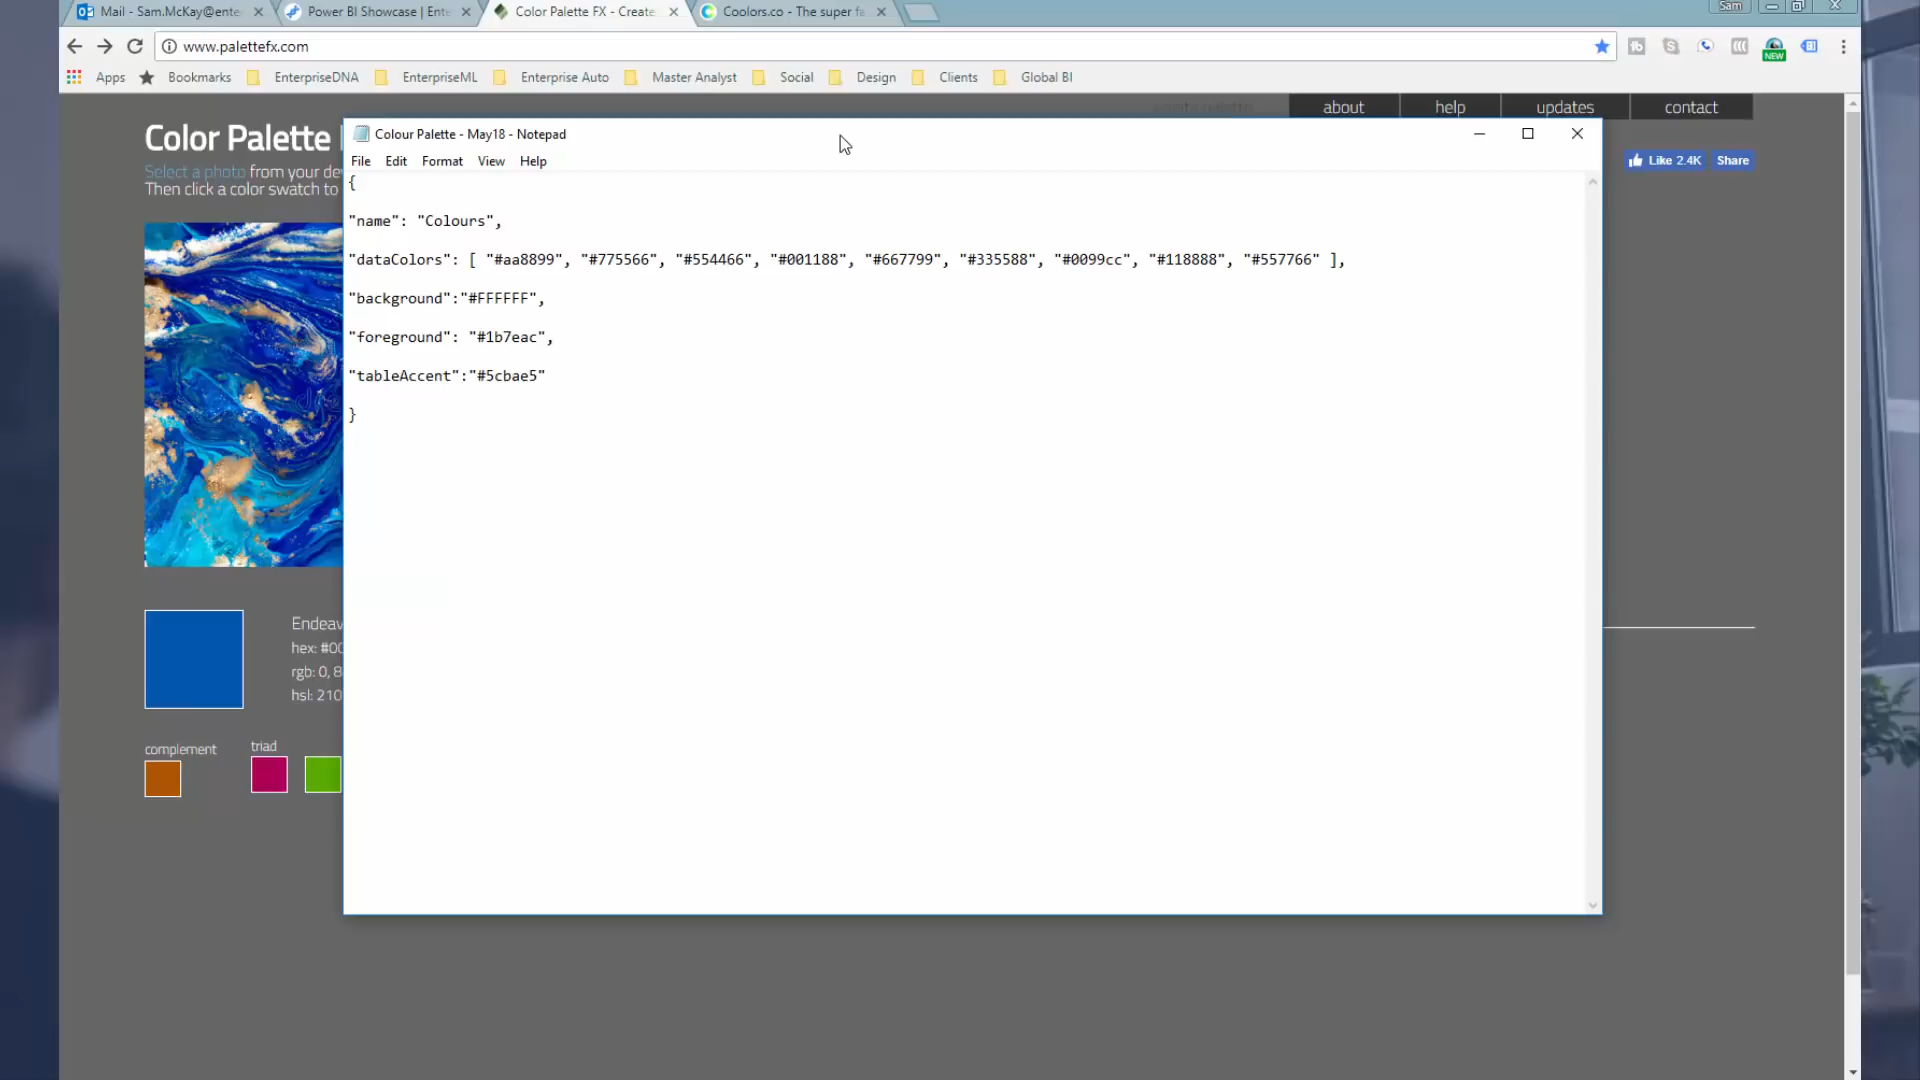 Mail - Sam.McKay@ente
Power BI Showcase | Ente
Color Palette FX - Create
Coolors.co - The super fa
Sam
www.palettefx.com
NEW
Apps
Bookmarks
EnterpriseDNA
EnterpriseML
Enterprise Auto
Master Analyst
Social
Design
Clients
Global BI
about
help
updates
contact
Color Palette
Select a photo from your de
Then click a color swatch to
Like 2.4K
Share
Colour Palette - May18 - Notepad
File Edit Format View Help
{
"name": "Colours",
"dataColors": [ "#aa8899", "#775566", "#554466", "#001188", "#667799", "#335588", "#0099cc", "#118888", "#557766" ],
"background":"#FFFFFF",
"foreground": "#1b7eac",
"tableAccent":"#5cbae5"
}
Endeav
hex: #00
rgb: 0, 8
hsl: 210
complement
triad